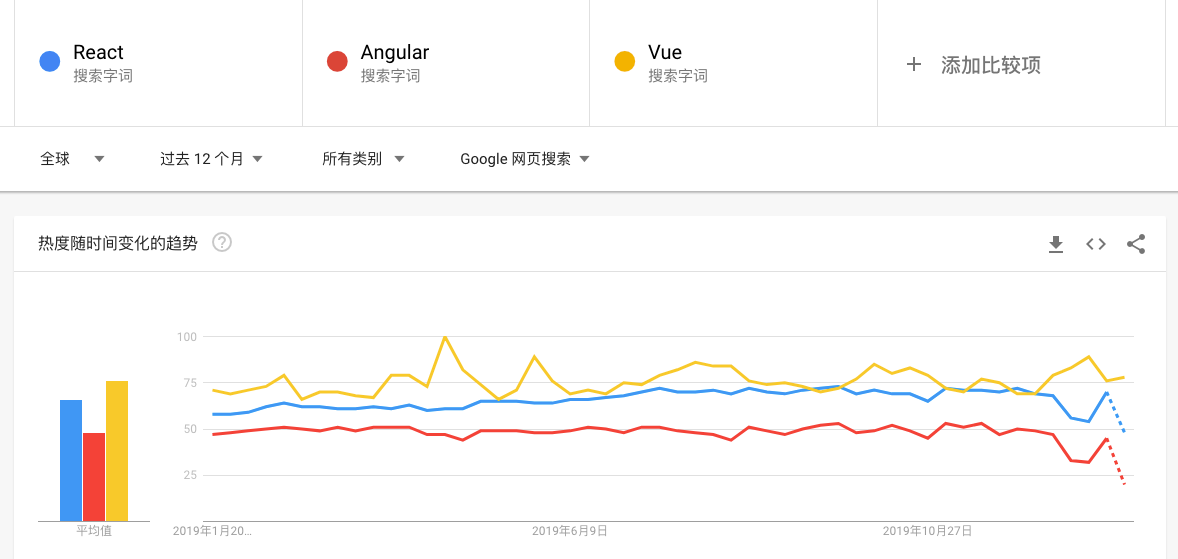 React
搜索字词
Angular
搜索字词
Vue
搜索字词
+ 添加比较项
全球
过去 12 个月
所有类别
Google 网页搜索
热度随时间变化的趋势 ?
100
75
50
25
平均值
2019年1月20…
2019年6月9日
2019年10月27日